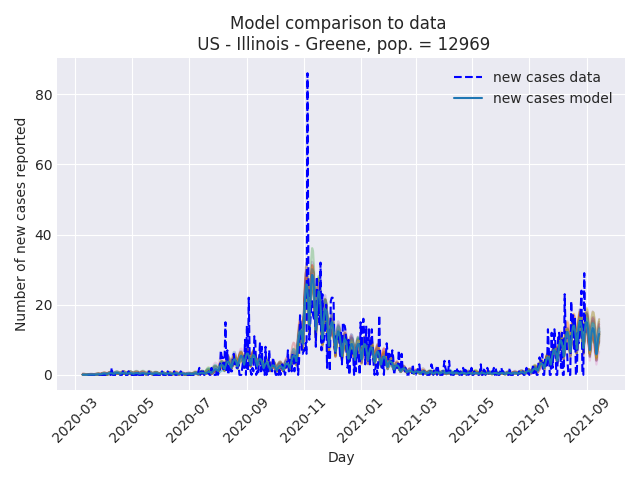 Model comparison to data
US - Illinois - Greene, pop. = 12969
new cases data
new cases model
Number of new cases reported
80
60
40
20
0
2020-03
2020-05
2020-07
2020-09
2020-11
2021-01
2021-03
2021-05
2021-07
2021-09
Day